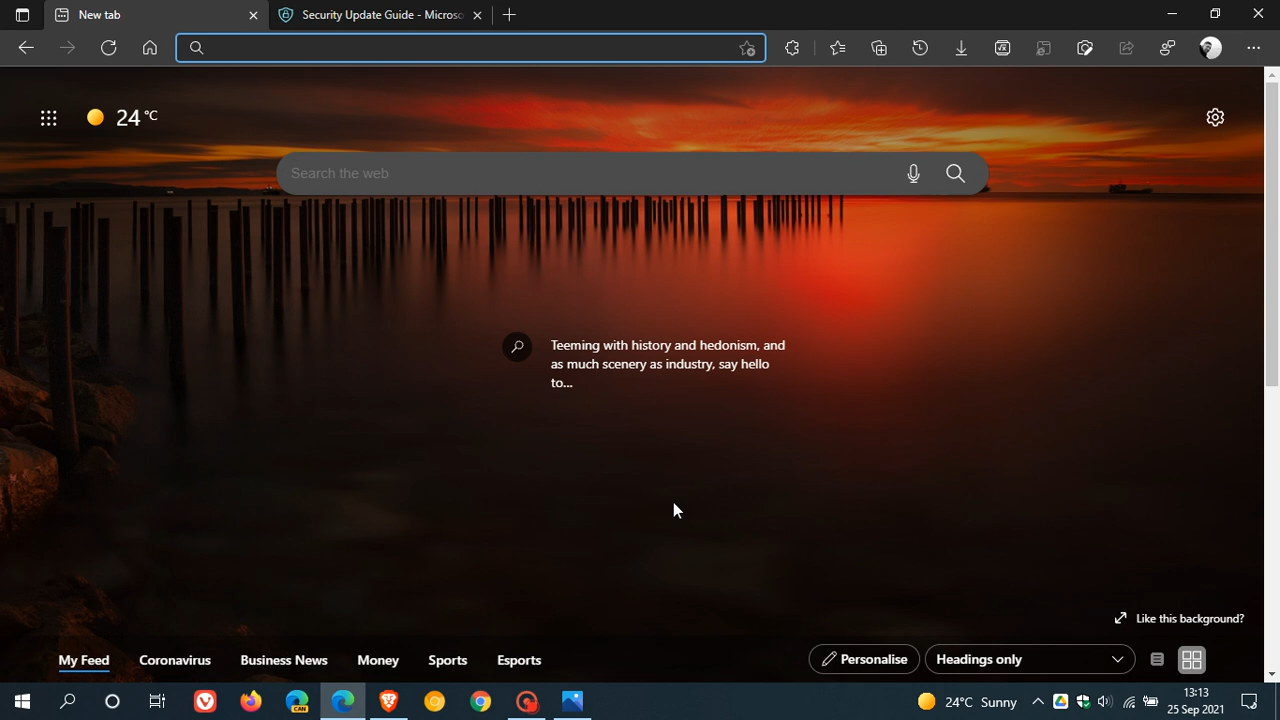 New tab
Security Update Guide - Microso
24 °C
Search the web
Teeming with history and hedonism, and
as much scenery as industry, say hello
to...
Like this background?
My Feed Coronavirus Business News Money Sports Esports Personalise Headings only
CAN
24°C Sunny
13:13
25 Sep 2021